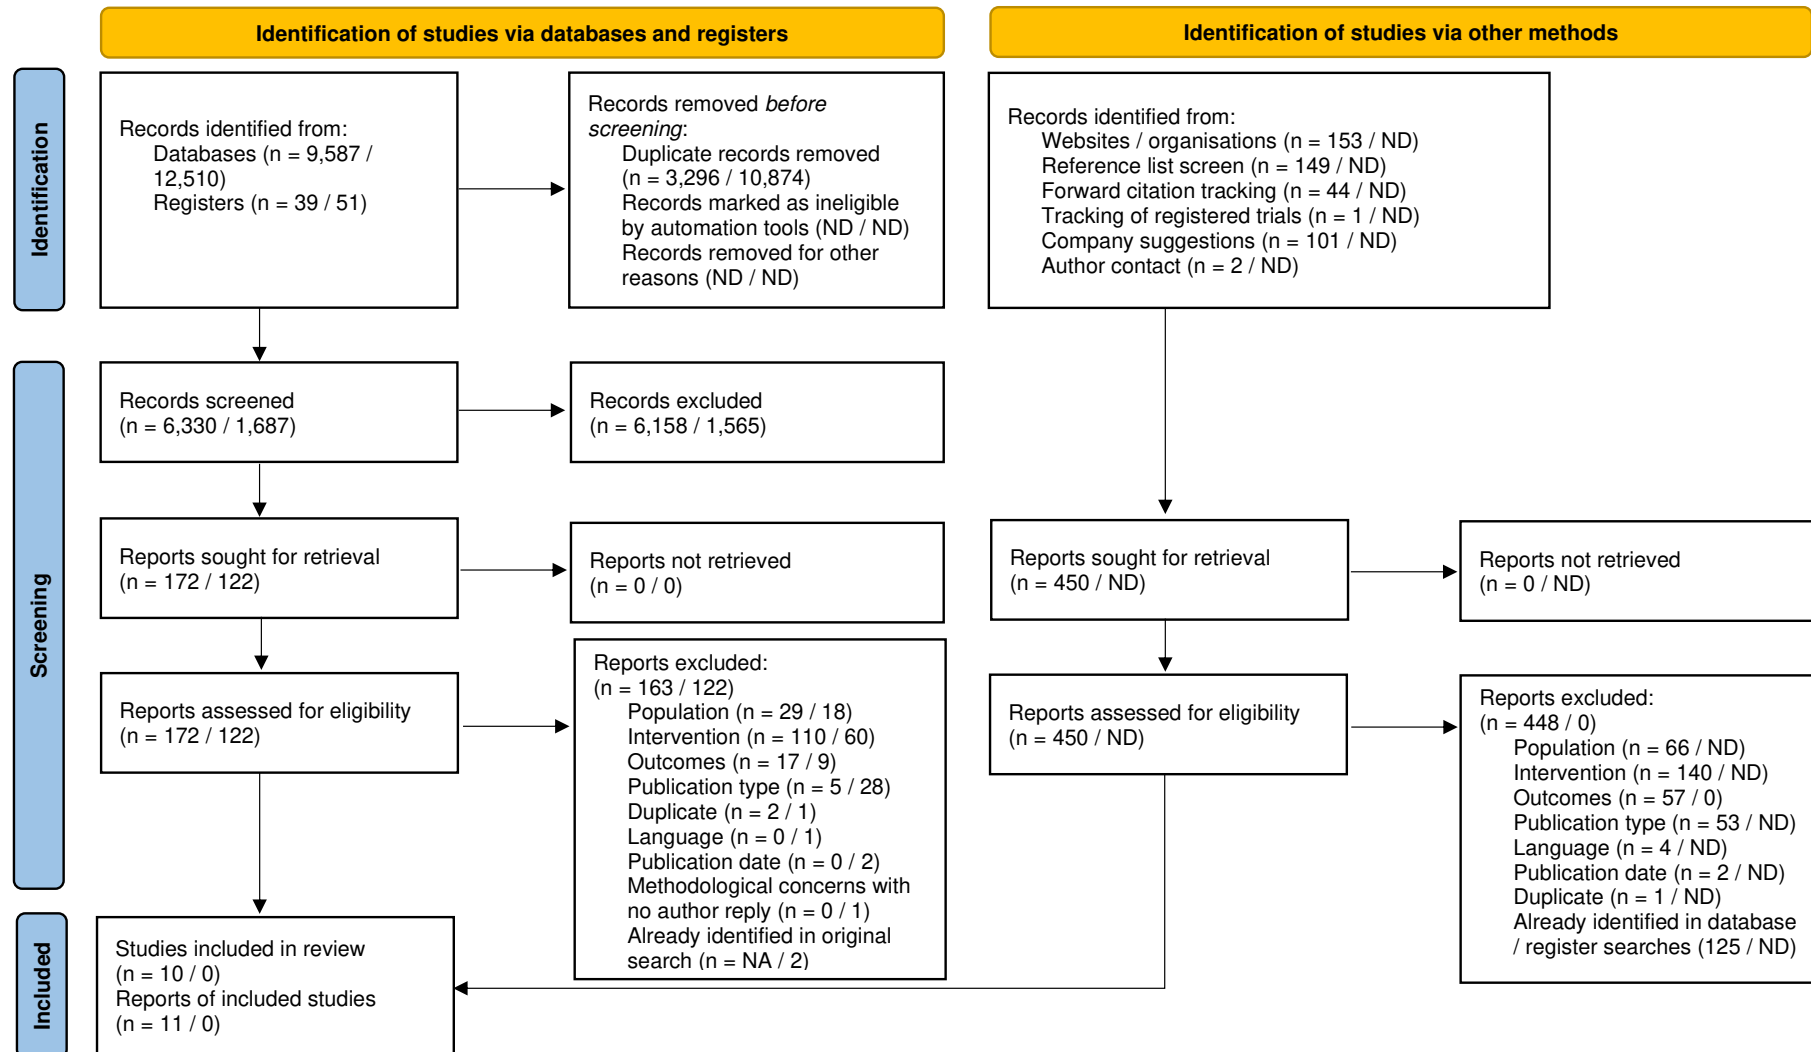 Identification of studies via databases and registers
Identification of studies via other methods
Identification
Records identified from:
Databases (n = 9,587 /
12,510)
Registers (n = 39 / 51)
Records removed before
screening:
Duplicate records removed
(n = 3,296 / 10,874)
Records marked as ineligible
by automation tools (ND / ND)
Records removed for other
reasons (ND / ND)
Records identified from:
Websites / organisations (n = 153 / ND)
Reference list screen (n = 149 / ND)
Forward citation tracking (n = 44 / ND)
Tracking of registered trials (n = 1 / ND)
Company suggestions (n = 101 / ND)
Author contact (n = 2 / ND)
Screening
Records screened
(n = 6,330 / 1,687)
Records excluded
(n = 6,158 / 1,565)
Reports sought for retrieval
(n = 172 / 122)
Reports not retrieved
(n = 0 / 0)
Reports sought for retrieval
(n = 450 / ND)
Reports not retrieved
(n = 0 / ND)
Reports assessed for eligibility
(n = 172 / 122)
Reports excluded:
(n = 163 / 122)
Population (n = 29 / 18)
Intervention (n = 110 / 60)
Outcomes (n = 17 / 9)
Publication type (n = 5 / 28)
Duplicate (n = 2 / 1)
Language (n = 0 / 1)
Publication date (n = 0 / 2)
Methodological concerns with
no author reply (n = 0 / 1)
Already identified in original
search (n = NA / 2)
Reports assessed for eligibility
(n = 450 / ND)
Reports excluded:
(n = 448 / 0)
Population (n = 66 / ND)
Intervention (n = 140 / ND)
Outcomes (n = 57 / 0)
Publication type (n = 53 / ND)
Language (n = 4 / ND)
Publication date (n = 2 / ND)
Duplicate (n = 1 / ND)
Already identified in database
/ register searches (125 / ND)
Included
Studies included in review
(n = 10 / 0)
Reports of included studies
(n = 11 / 0)